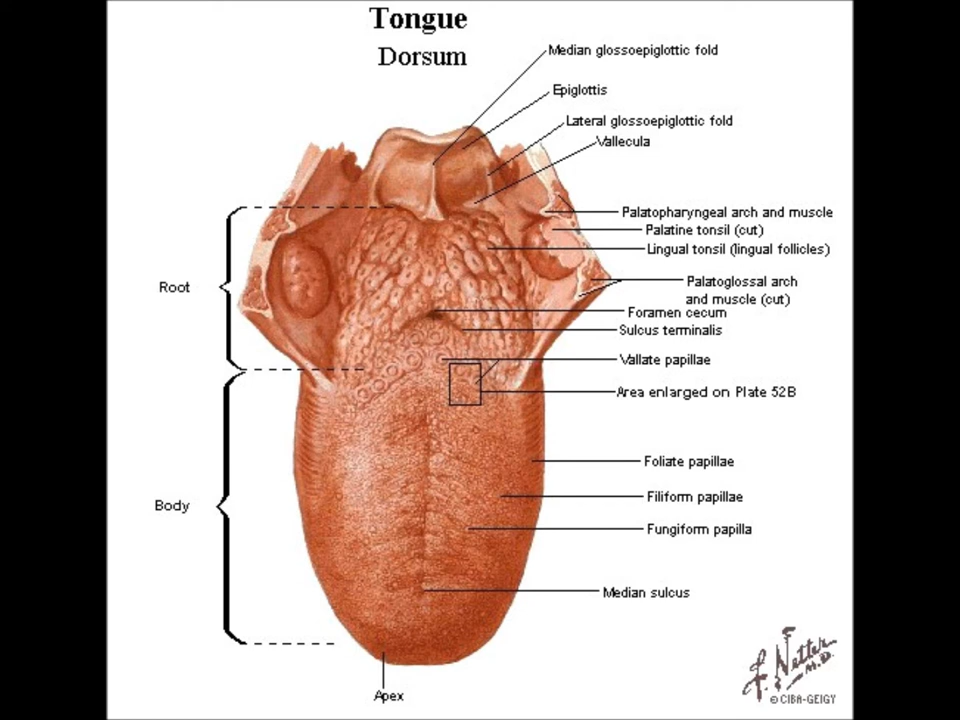 Tongue
Dorsum
Median glossoepiglottic fold
Epiglottis
Lateral glossoepiglottic fold
Vallecula
Palatopharyngeal arch and muscle
Palatine tonsil (cut)
Lingual tonsil (lingual follicles)
Root
Palatoglossal arch
and muscle (cut)
Foramen cecum
Sulcus terminalis
Vallate papillae
Area enlarged on Plate 52B
Foliate papillae
Filiform papillae
Body
Fungiform papilla
Median sulcus
Apex
F. Netter
M.D.
© CIBA-GEIGY